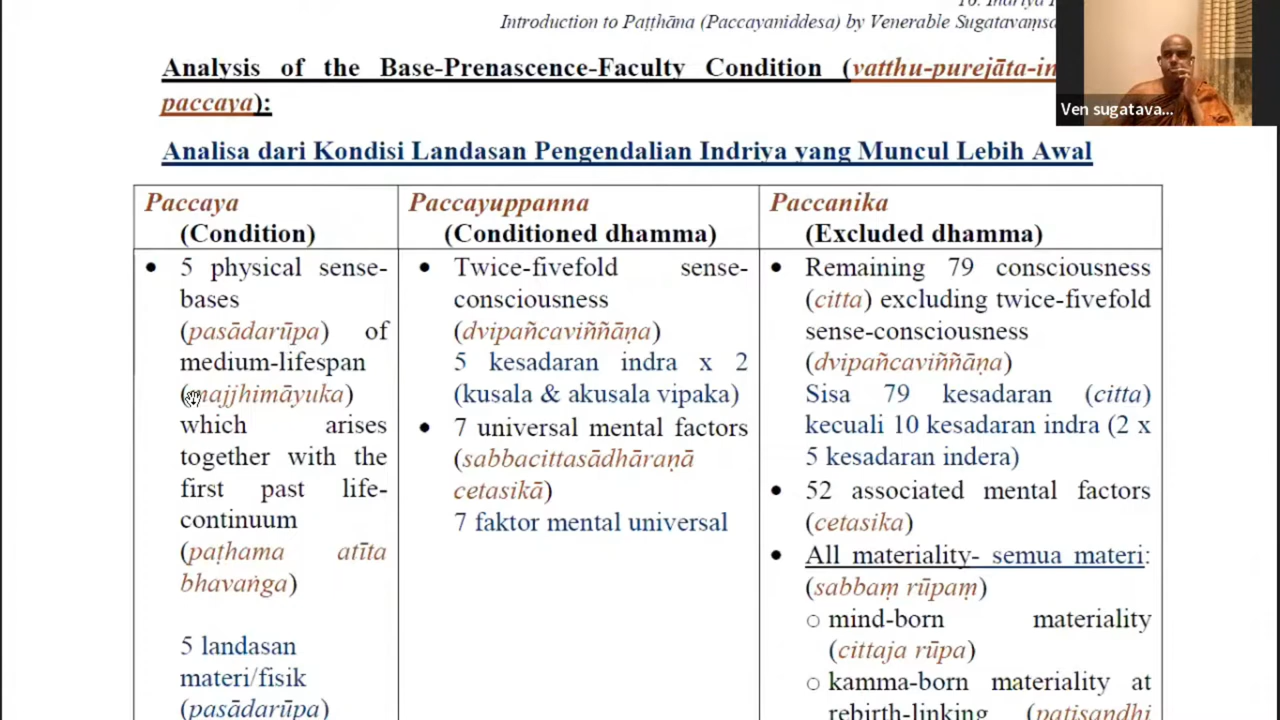 Introduction to Paṭṭhāna (Paccayaniddesa) by Venerable
Analysis of the Base-Prenascence-Faculty Condition (vatthu-purejāta-in
paccaya):
Ven sugatava...
Analisa dari Kondisi Landasan Pengendalian Indriya yang Muncul Lebih Awal
Paccaya
(Condition)
• 5 physical sense-
bases
(pasādarūpa) of
medium-lifespan
(majjhimāyuka)
which arises
together with the
first past life-
continuum
(paṭhama atīta
bhavaṅga)
5 landasan
materi/fisik
(pasādarūpa)
Paccayuppanna
(Conditioned dhamma)
• Twice-fivefold sense-
consciousness
(dvipañcaviññāṇa)
5 kesadaran indra x 2
(kusala & akusala vipaka)
• 7 universal mental factors
(sabbacittasādhāraṇā
cetasikā)
7 faktor mental universal
Paccanika
(Excluded dhamma)
• Remaining 79 consciousness
(citta) excluding twice-fivefold
sense-consciousness
(dvipañcaviññāṇa)
Sisa 79 kesadaran (citta)
kecuali 10 kesadaran indra (2 x
5 kesadaran indera)
• 52 associated mental factors
(cetasika)
• All materiality- semua materi:
(sabbaṃ rūpaṃ)
○ mind-born materiality
(cittaja rūpa)
○ kamma-born materiality at
rebirth-linking (paṭisandhi